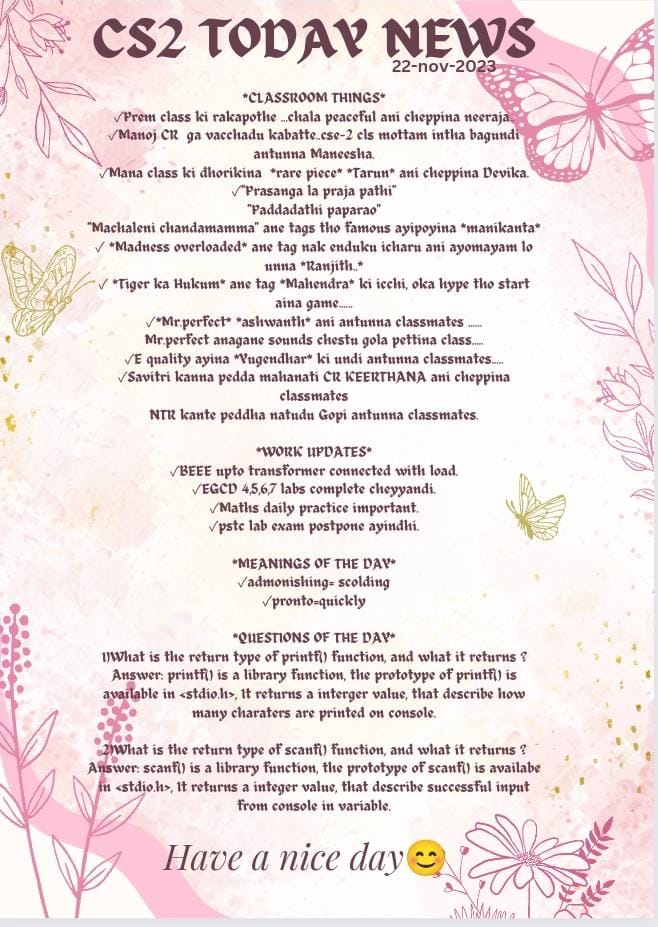 CS2 TODAY NEWS
22-nov-2023
*CLASSROOM THINGS*
✓Prem class ki rakapothe ...chala peaceful ani cheppina neeraja..
✓Manoj CR ga vacchadu kabatte..cse-2 cls mottam intha bagundi
antunna Maneesha.
✓Mana class ki dhorikina *rare piece* *Tarun* ani cheppina Devika.
✓"Prasanga la praja pathi"
"Paddadathi paparao"
"Machaleni chandamamma" ane tags tho famous ayipoyina *manikanta*
✓ *Madness overloaded* ane tag nak enduku icharu ani ayomayam lo
unna *Ranjith..*
✓ *Tiger ka Hukum* ane tag *Mahendra* ki icchi, oka hype tho start
aina game......
✓*Mr.perfect* *ashwanth* ani antunna classmates ......
Mr.perfect anagane sounds chestu gola pettina class.....
✓E quality ayina *Yugendhar* ki undi antunna classmates.....
✓Savitri kanna pedda mahanati CR KEERTHANA ani cheppina
classmates
NTR kante peddha natudu Gopi antunna classmates.
*WORK UPDATES*
✓BEEE upto transformer connected with load.
✓EGCD 4,5,6,7 labs complete cheyyandi.
✓Maths daily practice important.
✓pstc lab exam postpone ayindhi.
*MEANINGS OF THE DAY*
✓admonishing= scolding
✓pronto=quickly
*QUESTIONS OF THE DAY*
1)What is the return type of printf() function, and what it returns ?
Answer: printf() is a library function, the prototype of printf() is
available in <stdio.h>, It returns a interger value, that describe how
many charaters are printed on console.
2)What is the return type of scanf() function, and what it returns ?
Answer: scanf() is a library function, the prototype of scanf() is availabe
in <stdio.h>, It returns a integer value, that describe successful input
from console in variable.
Have a nice day😊